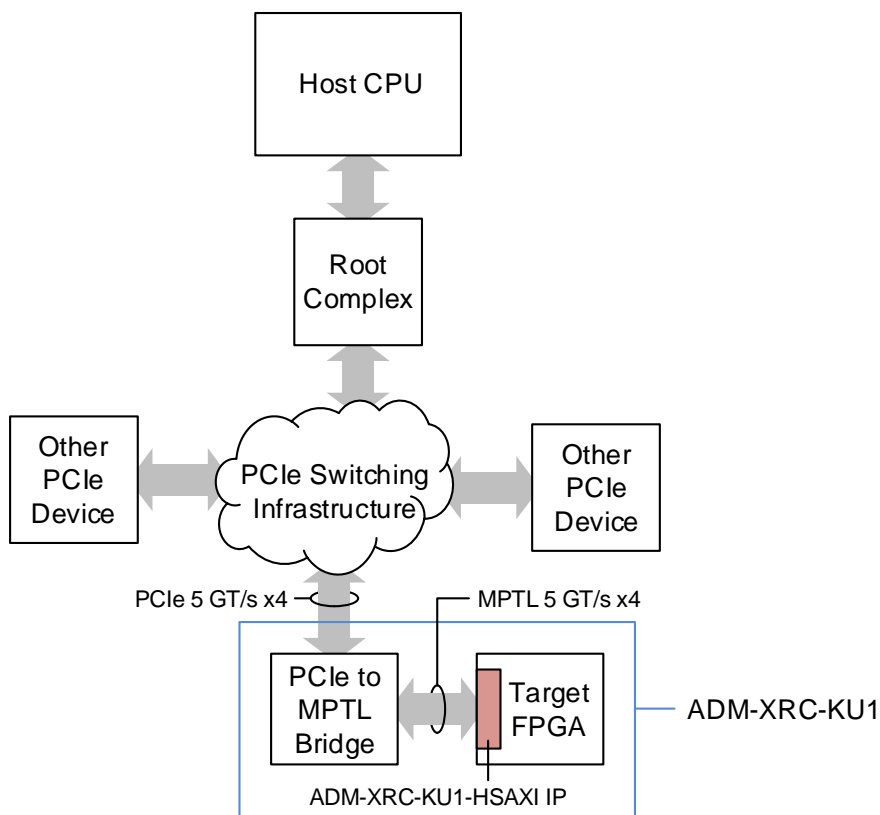 Host CPU
Root
Complex
Other
PCIe
Device
PCIe Switching
Infrastructure
Other
PCIe
Device
PCIe 5 GT/s x4
MPTL 5 GT/s x4
PCIe to
MPTL
Bridge
Target
FPGA
ADM-XRC-KU1
ADM-XRC-KU1-HSAXI IP